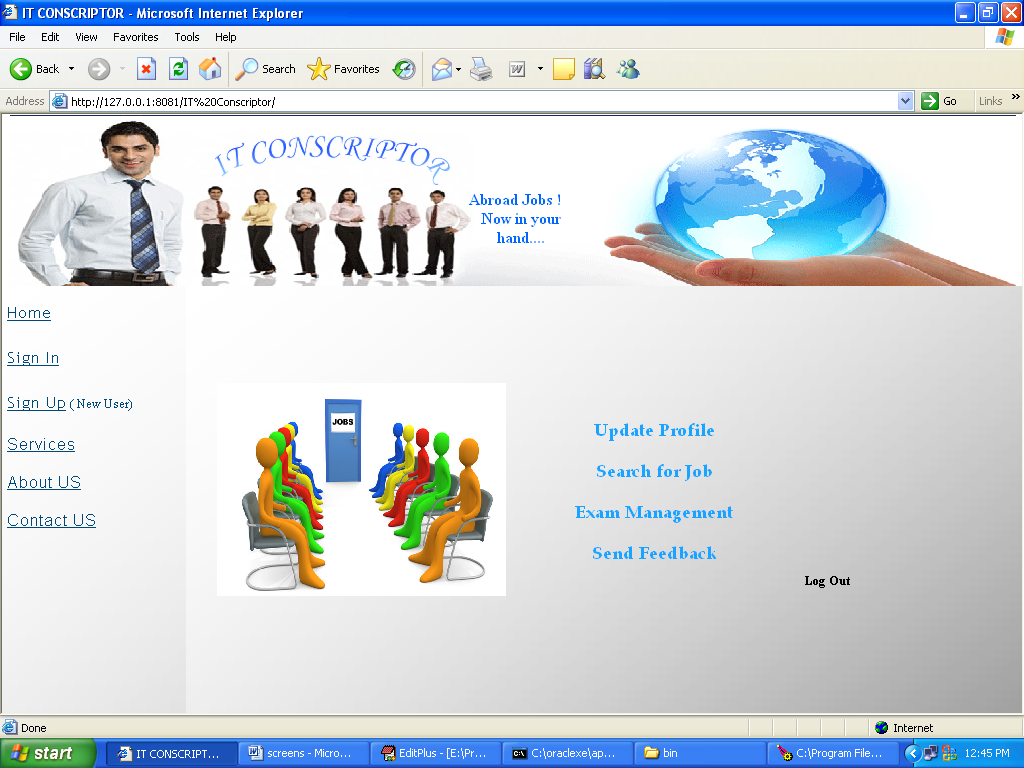 IT CONSCRIPTOR - Microsoft Internet Explorer
File Edit View Favorites Tools Help
Back Search Favorites
Address http://127.0.0.1:8081/IT%20Conscriptor/ Go Links »
IT CONSCRIPTOR
Abroad Jobs !
Now in your
hand....
Home
Sign In
Sign Up ( New User)
Services
About US
Contact US
JOBS
Update Profile
Search for Job
Exam Management
Send Feedback
Log Out
Done Internet
start IT CONSCRIPT... screens - Micro... EditPlus - [E:\Pr... C:\oraclexe\ap... bin C:\Program File... 12:45 PM